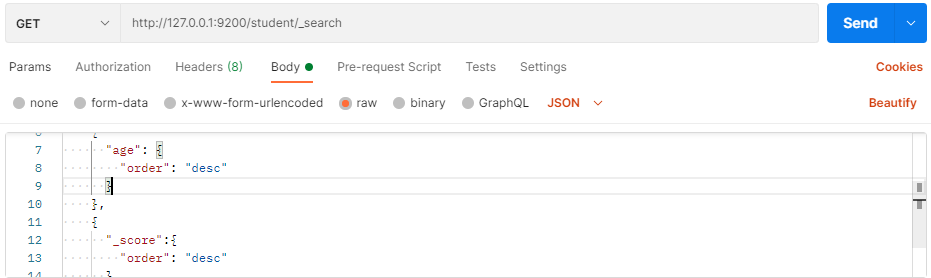 GET http://127.0.0.1:9200/student/_search Send
Params Authorization Headers (8) Body Pre-request Script Tests Settings Cookies
none form-data x-www-form-urlencoded raw binary GraphQL JSON Beautify
6 {
7 "age": {
8 "order": "desc"
9 }
10 },
11 {
12 "_score":{
13 "order": "desc"
14 }